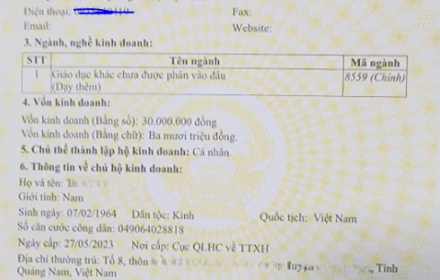 Điện thoại: Fax:
Email: Website:
3. Ngành, nghề kinh doanh:
STT Tên ngành Mã ngành
1 Giáo dục khác chưa được phân vào đâu 8559 (Chính)
(Dạy thêm)
4. Vốn kinh doanh:
Vốn kinh doanh (Bằng số): 30.000.000 đồng
Vốn kinh doanh (Bằng chữ): Ba mươi triệu đồng.
5. Chủ thể thành lập hộ kinh doanh: Cá nhân
6. Thông tin về chủ hộ kinh doanh:
Họ và tên:
Giới tính: Nam
Sinh ngày: 07/02/1964 Dân tộc: Kinh Quốc tịch: Việt Nam
Số căn cước công dân: 049064028818
Ngày cấp: 27/05/2023 Nơi cấp: Cục QLHC về TTXH
Địa chỉ thường trú: Tổ 8, thôn Tỉnh
Quảng Nam, Việt Nam